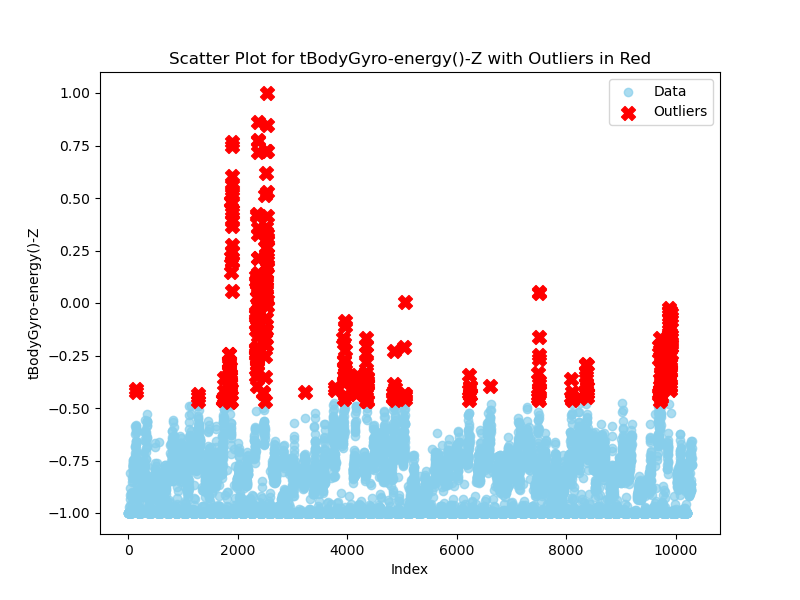 Scatter Plot for tBodyGyro-energy()-Z with Outliers in Red
Data
Outliers
tBodyGyro-energy()-Z
1.00
0.75
0.50
0.25
0.00
−0.25
−0.50
−0.75
−1.00
0 2000 4000 6000 8000 10000
Index